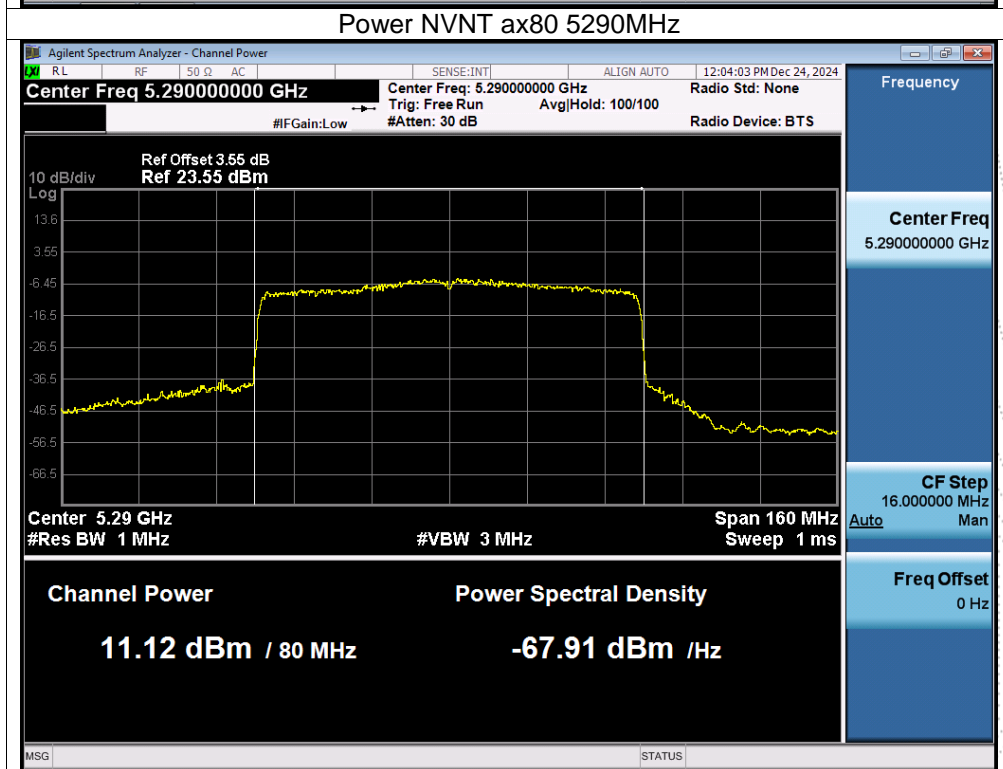 Power NVNT ax80 5290MHz
Agilent Spectrum Analyzer - Channel Power
LXI RL RF 50 Ω AC SENSE:INT ALIGN AUTO 12:04:03 PM Dec 24, 2024
Center Freq 5.290000000 GHz
Center Freq: 5.290000000 GHz Radio Std: None
Trig: Free Run Avg|Hold: 100/100
#IFGain:Low #Atten: 30 dB Radio Device: BTS
Ref Offset 3.55 dB
10 dB/div Ref 23.55 dBm
Log
13.6
3.55
-6.45
-16.5
-26.5
-36.5
-46.5
-56.5
-66.5
Center 5.29 GHz Span 160 MHz
#Res BW 1 MHz #VBW 3 MHz Sweep 1 ms
Channel Power Power Spectral Density
11.12 dBm / 80 MHz -67.91 dBm /Hz
MSG STATUS
Frequency
Center Freq
5.290000000 GHz
CF Step
16.000000 MHz
Auto Man
Freq Offset
0 Hz